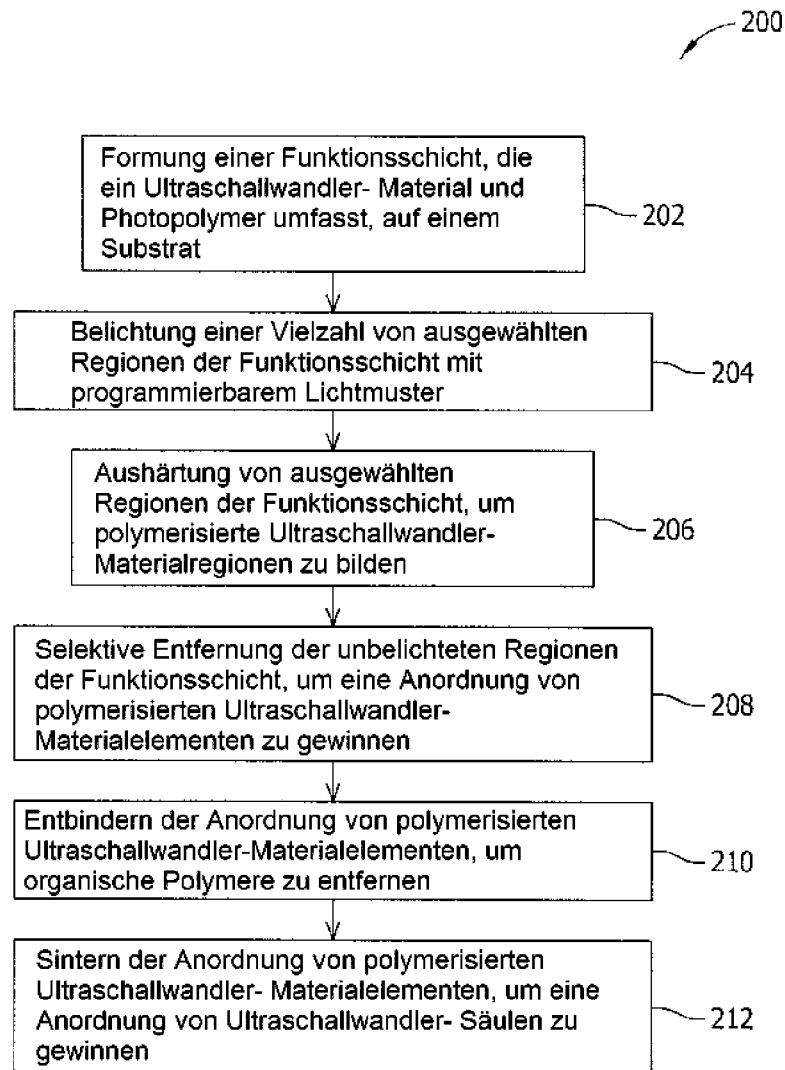 200
Formung einer Funktionsschicht, die
ein Ultraschallwandler- Material und
Photopolymer umfasst, auf einem
Substrat
202
Belichtung einer Vielzahl von ausgewählten
Regionen der Funktionsschicht mit
programmierbarem Lichtmuster
204
Aushärtung von ausgewählten
Regionen der Funktionsschicht, um
polymerisierte Ultraschallwandler-
Materialregionen zu bilden
206
Selektive Entfernung der unbelichteten Regionen
der Funktionsschicht, um eine Anordnung von
polymerisierten Ultraschallwandler-
Materialelementen zu gewinnen
208
Entbindern der Anordnung von polymerisierten
Ultraschallwandler-Materialelementen, um
organische Polymere zu entfernen
210
Sintern der Anordnung von polymerisierten
Ultraschallwandler- Materialelementen, um eine
Anordnung von Ultraschallwandler- Säulen zu
gewinnen
212